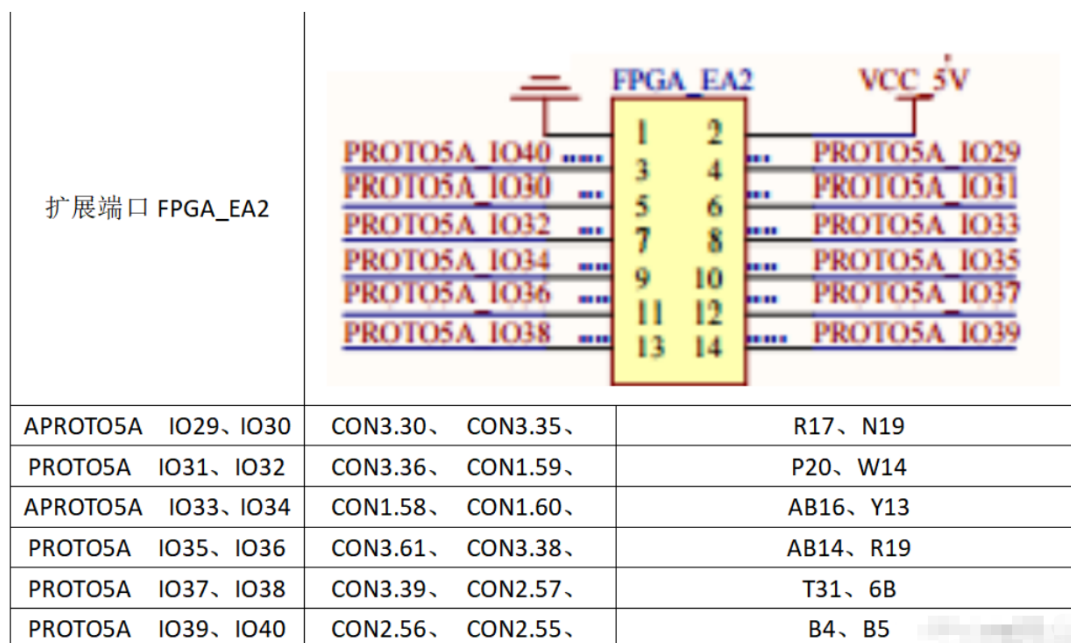 FPGA_EA2 VCC_5V
1 2
PROTO5A_IO40 PROTO5A_IO29
3 4
PROTO5A_IO30 PROTO5A_IO31
扩展端口 FPGA_EA2
5 6
PROTO5A_IO32 PROTO5A_IO33
7 8
PROTO5A_IO34 PROTO5A_IO35
9 10
PROTO5A_IO36 PROTO5A_IO37
11 12
PROTO5A_IO38 PROTO5A_IO39
13 14
APROTO5A IO29、IO30 CON3.30、 CON3.35、 R17、N19
PROTO5A IO31、IO32 CON3.36、 CON1.59、 P20、W14
APROTO5A IO33、IO34 CON1.58、 CON1.60、 AB16、Y13
PROTO5A IO35、IO36 CON3.61、 CON3.38、 AB14、R19
PROTO5A IO37、IO38 CON3.39、 CON2.57、 T31、6B
PROTO5A IO39、IO40 CON2.56、 CON2.55、 B4、B5